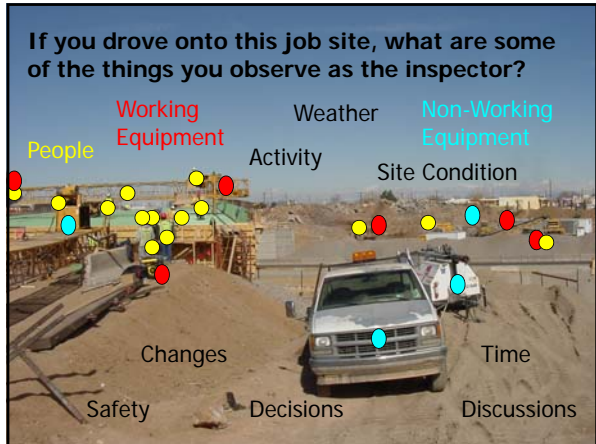 If you drove onto this job site, what are some
of the things you observe as the inspector?
Working
Equipment
Weather
Non-Working
Equipment
People
Activity
Site Condition
Changes
Time
Safety
Decisions
Discussions